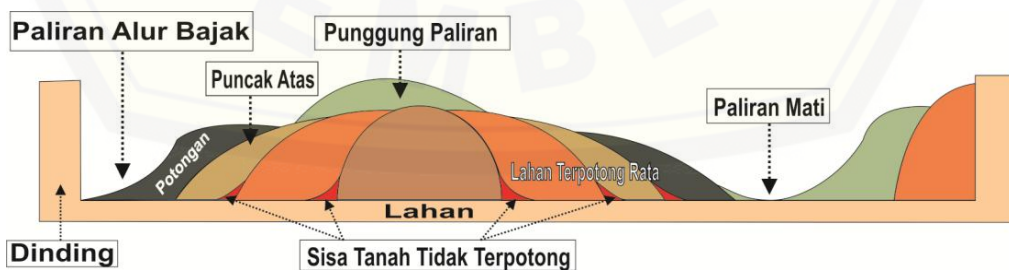 Paliran Alur Bajak
Punggung Paliran
Puncak Atas
Paliran Mati
Potongan
Lahan Terpotong Rata
Lahan
Dinding
Sisa Tanah Tidak Terpotong